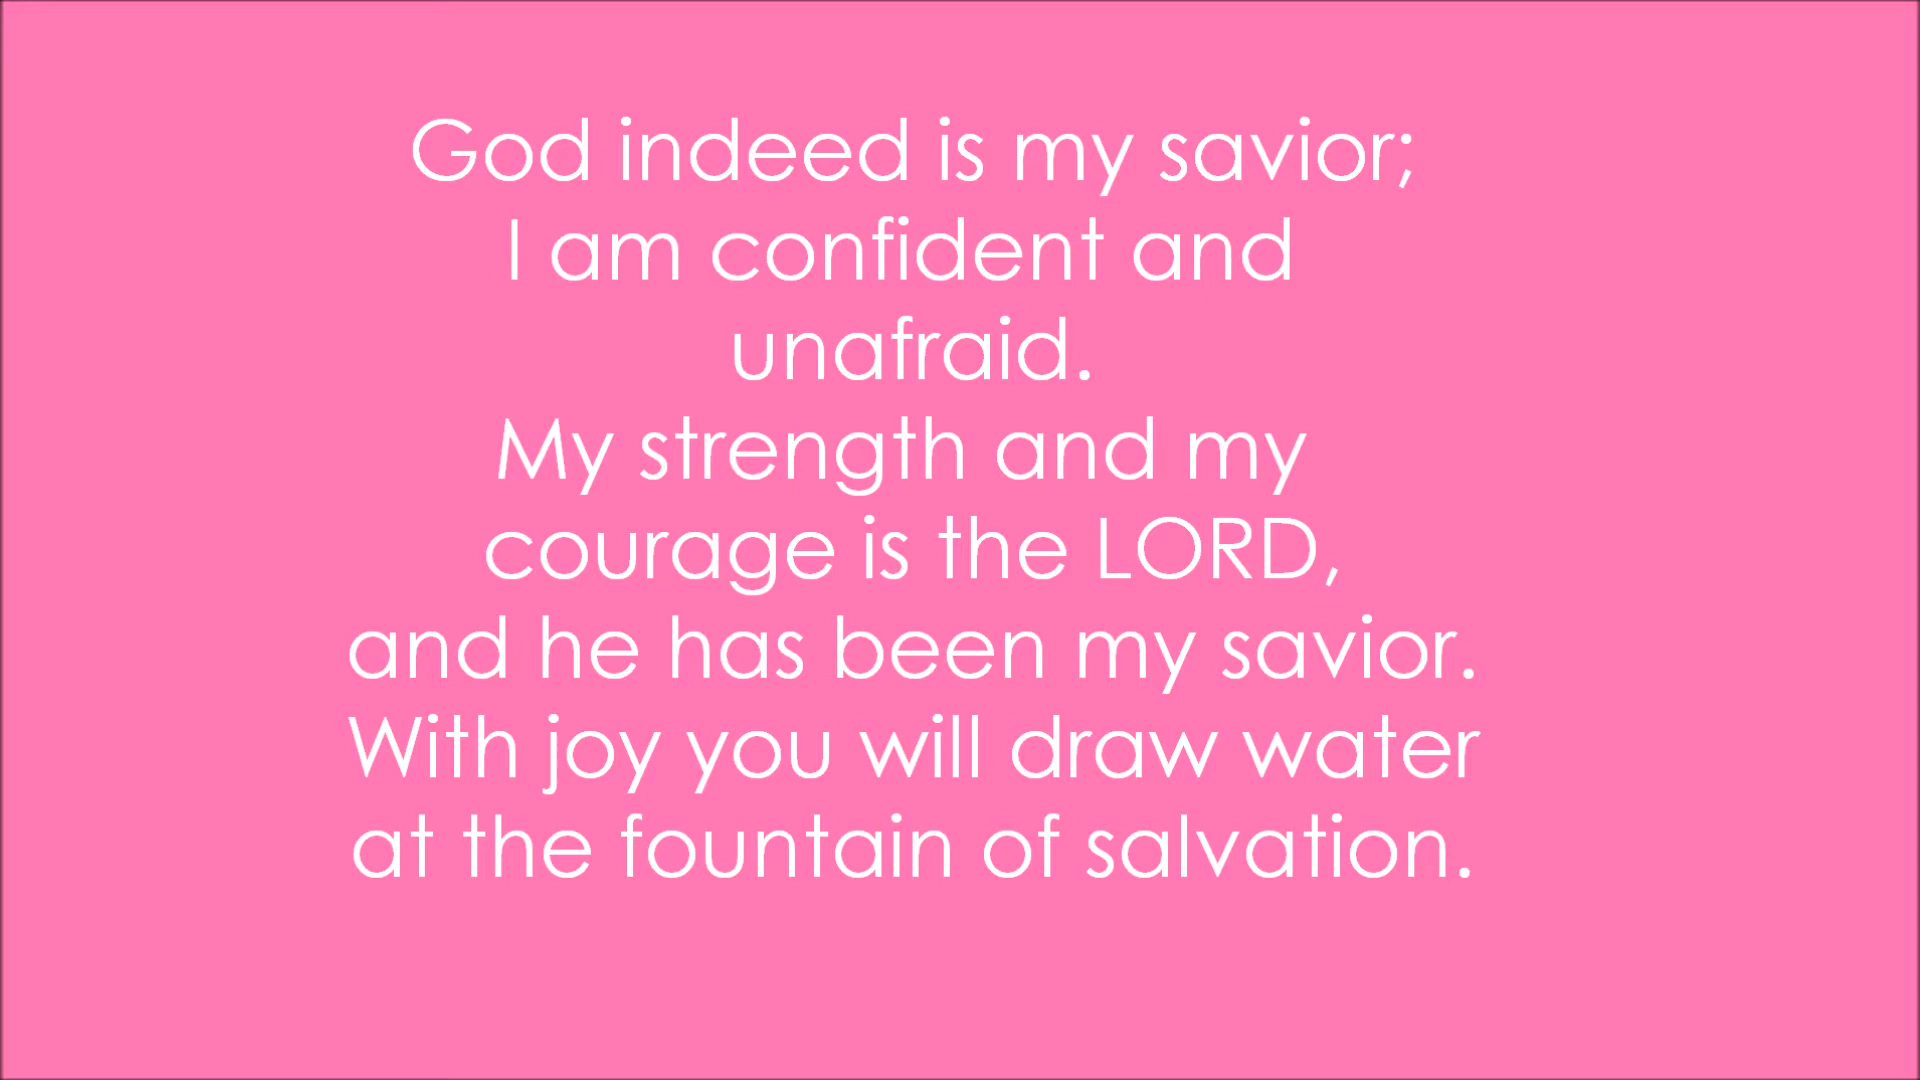 God indeed is my savior;
I am confident and
unafraid.
My strength and my
courage is the LORD,
and he has been my savior.
With joy you will draw water
at the fountain of salvation.